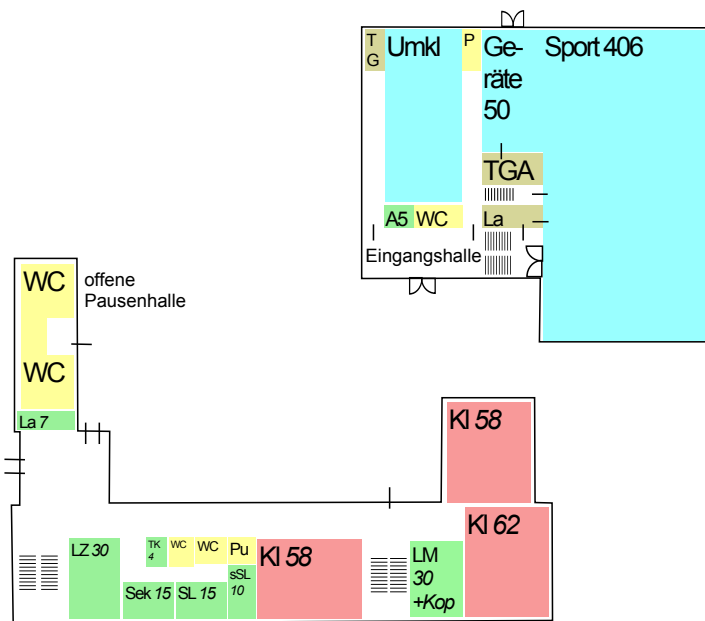 T
G
Umkl
P
Ge-
räte
50
Sport 406
TGA
A5
WC
La
Eingangshalle
WC
offene
Pausenhalle
WC
La 7
Kl 58
Kl 62
LZ 30
TK
4
WC
WC
Pu
Kl 58
LM
30
+Kop
Sek 15
SL 15
sSL
10